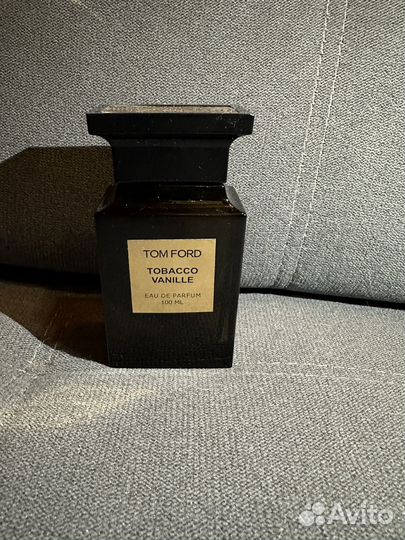 TOM FORD
TOBACCO
VANILLE
EAU DE PARFUM
100 ML
Avito